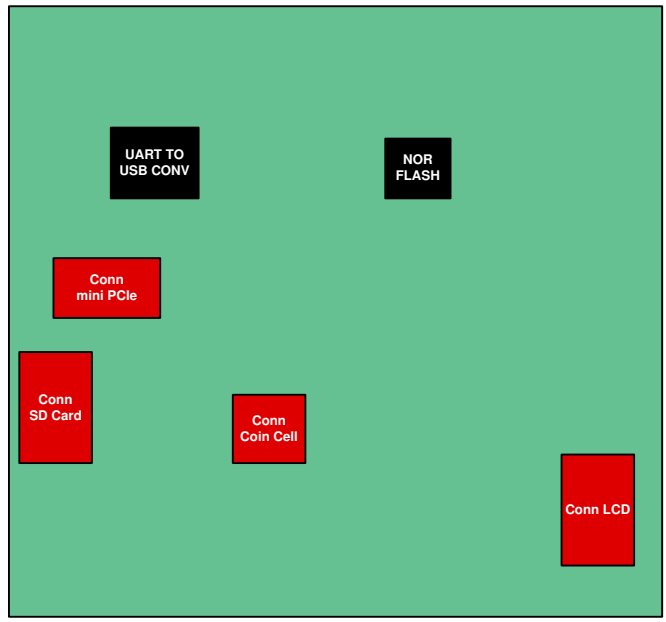 UART TO
USB CONV
NOR
FLASH
Conn
mini PCIe
Conn
SD Card
Conn
Coin Cell
Conn LCD